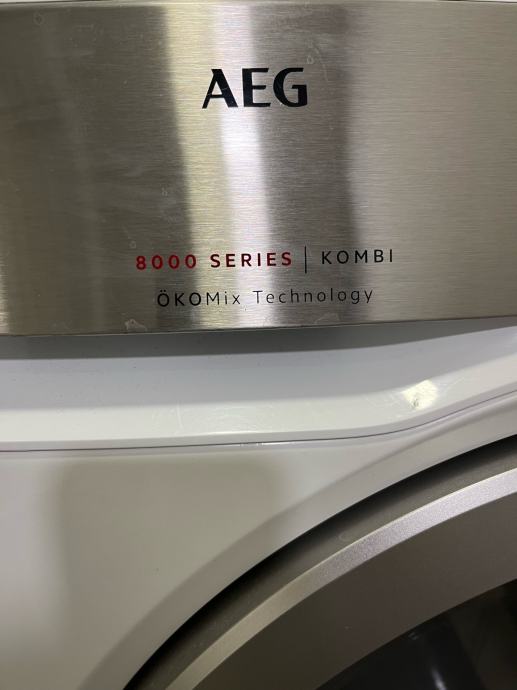 AEG
8000 SERIES | KOMBI
ÖKOMix Technology